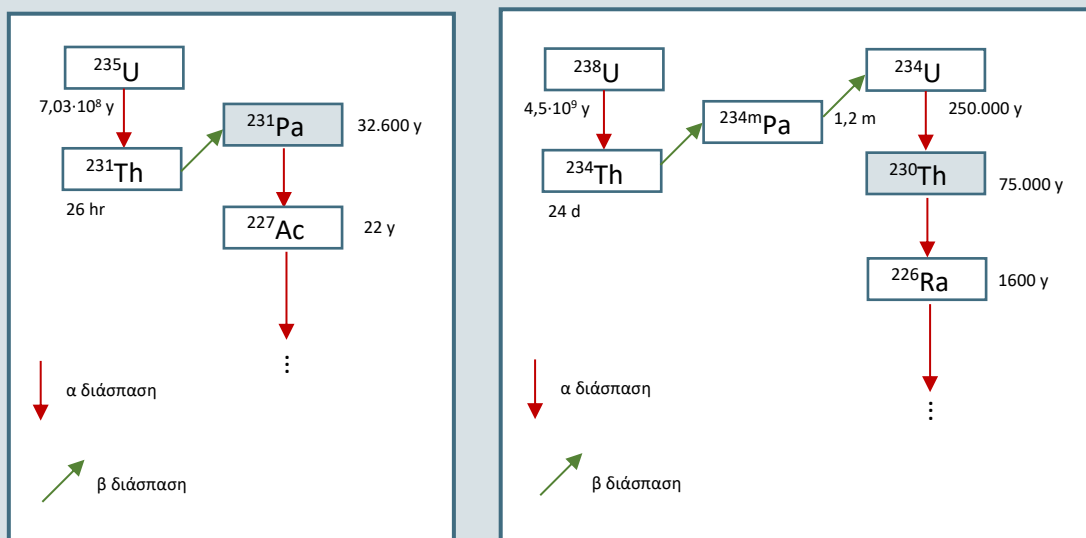 ²³⁵U
7,03·10⁸ y
²³¹Pa
32.600 y
²³¹Th
26 hr
²²⁷Ac
22 y
⋮
α διάσπαση
β διάσπαση
²³⁸U
4,5·10⁹ y
²³⁴ᵐPa
1,2 m
²³⁴U
250.000 y
²³⁴Th
24 d
²³⁰Th
75.000 y
²²⁶Ra
1600 y
⋮
α διάσπαση
β διάσπαση